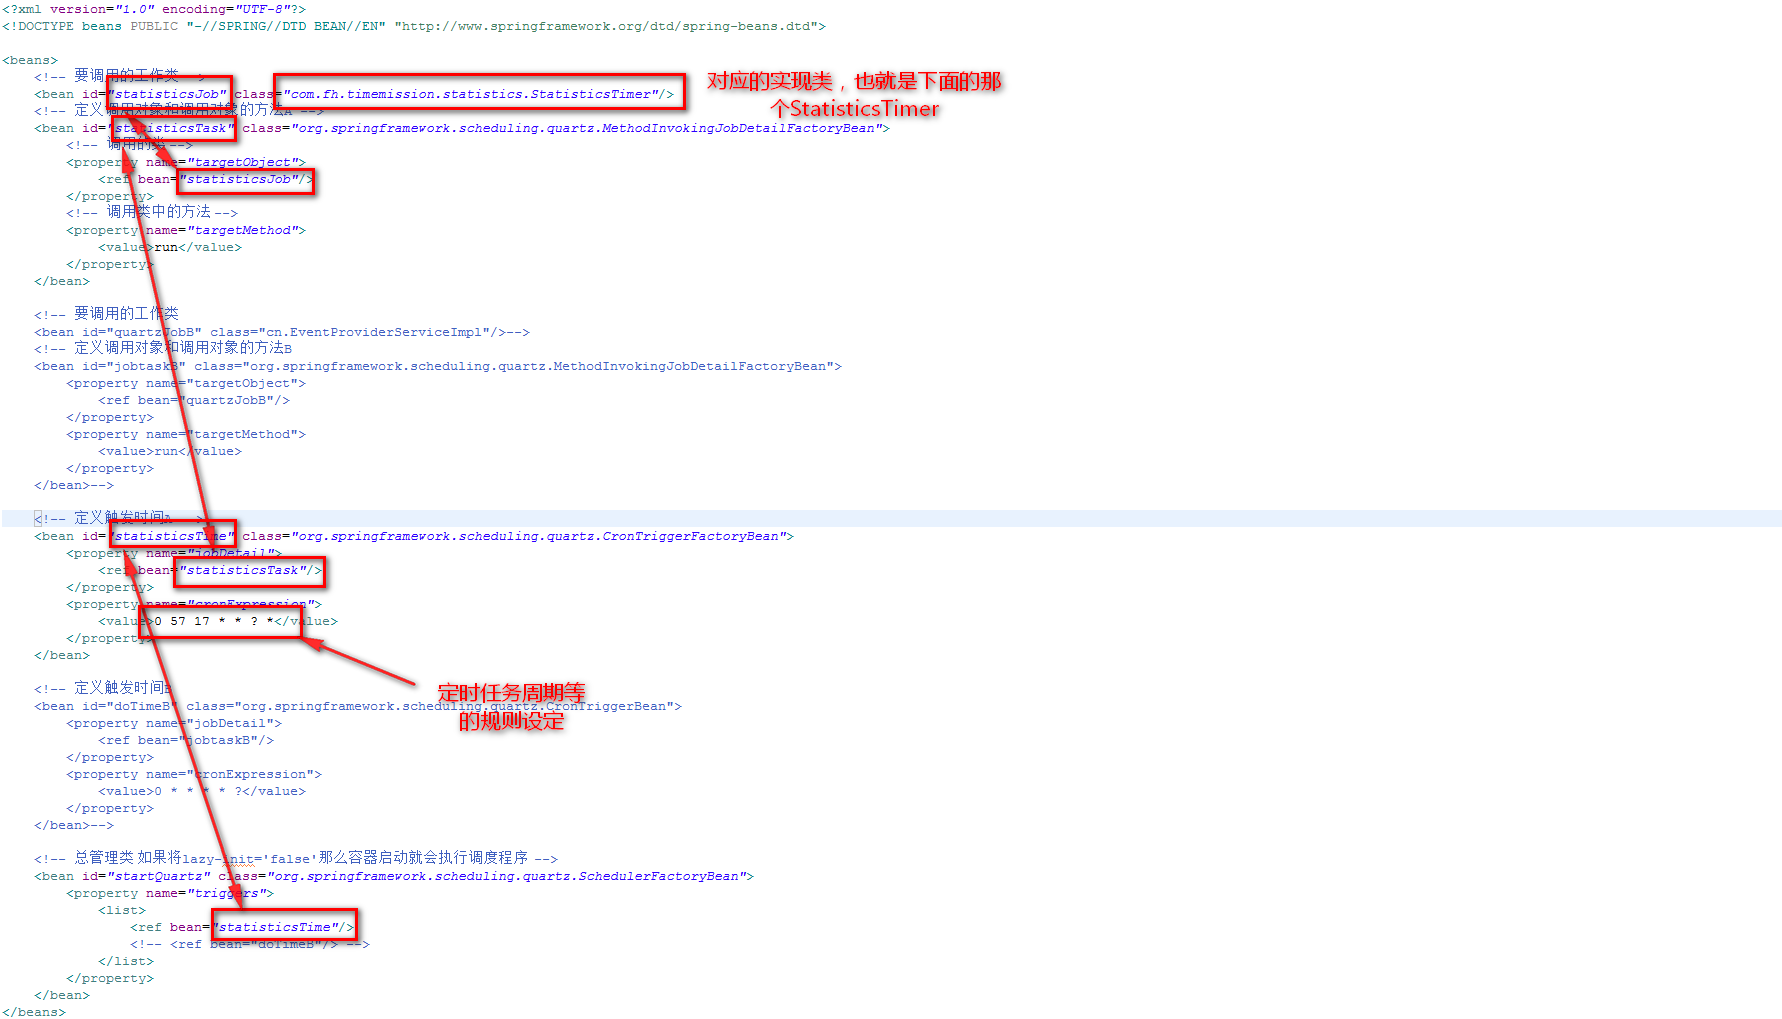 <?xml version="1.0" encoding="UTF-8"?>
<!DOCTYPE beans PUBLIC "-//SPRING//DTD BEAN//EN" "http://www.springframework.org/dtd/spring-beans.dtd">
<beans>
<!-- 要调用的工作类 -->
<bean id="statisticsJob" class="com.fh.timemission.statistics.StatisticsTimer"/>
对应的实现类，也就是下面的那
个StatisticsTimer
<!-- 定义调用对象和调用对象的方法A -->
<bean id="statisticsTask" class="org.springframework.scheduling.quartz.MethodInvokingJobDetailFactoryBean">
<!-- 调用的类 -->
<property name="targetObject">
<ref bean="statisticsJob"/>
</property>
<!-- 调用类中的方法 -->
<property name="targetMethod">
<value>run</value>
</property>
</bean>
<!-- 要调用的工作类
<bean id="quartzJobB" class="cn.EventProviderServiceImpl"/>-->
<!-- 定义调用对象和调用对象的方法B
<bean id="jobtaskB" class="org.springframework.scheduling.quartz.MethodInvokingJobDetailFactoryBean">
<property name="targetObject">
<ref bean="quartzJobB"/>
</property>
<property name="targetMethod">
<value>run</value>
</property>
</bean>-->
<!-- 定义触发时间A -->
<bean id="statisticsTime" class="org.springframework.scheduling.quartz.CronTriggerFactoryBean">
<property name="jobDetail">
<ref bean="statisticsTask"/>
</property>
<property name="cronExpression">
<value>0 57 17 * * ? *</value>
</property>
</bean>
定时任务周期等
的规则设定
<!-- 定义触发时间B
<bean id="doTimeB" class="org.springframework.scheduling.quartz.CronTriggerBean">
<property name="jobDetail">
<ref bean="jobtaskB"/>
</property>
<property name="cronExpression">
<value>0 * * * * ?</value>
</property>
</bean>-->
<!-- 总管理类 如果将lazy-init='false'那么容器启动就会执行调度程序 -->
<bean id="startQuartz" class="org.springframework.scheduling.quartz.SchedulerFactoryBean">
<property name="triggers">
<list>
<ref bean="statisticsTime"/>
<!-- <ref bean="doTimeB"/> -->
</list>
</property>
</bean>
</beans>